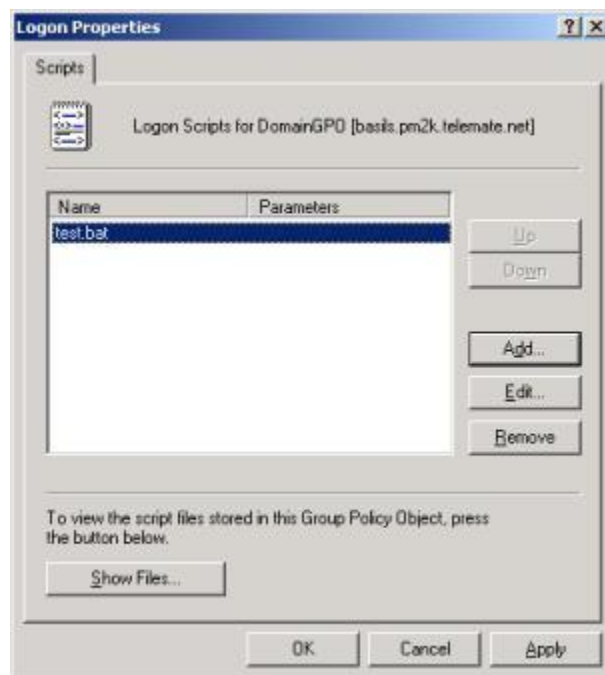 Logon Properties
Scripts
Logon Scripts for DomainGPO [basils.pm2k.telemate.net]
Name Parameters
test.bat
Up
Down
Add...
Edit...
Remove
To view the script files stored in this Group Policy Object, press
the button below.
Show Files...
OK Cancel Apply